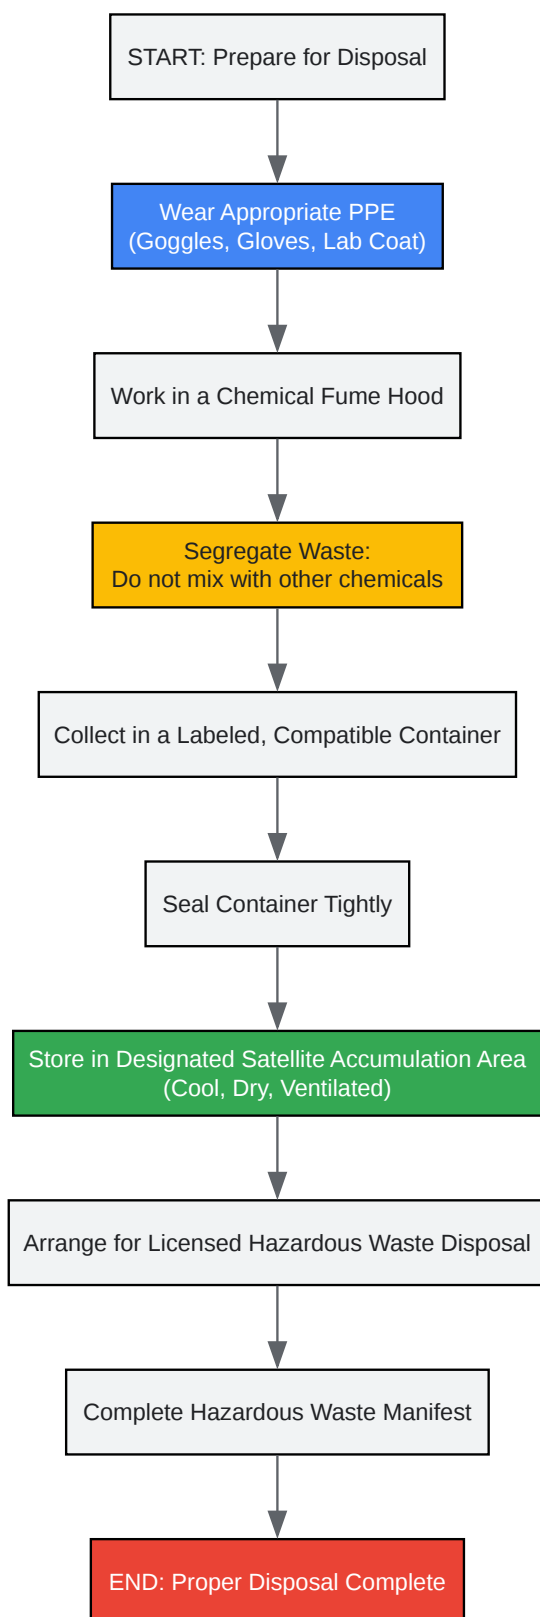 START: Prepare for Disposal
Wear Appropriate PPE
(Goggles, Gloves, Lab Coat)
Work in a Chemical Fume Hood
Segregate Waste:
Do not mix with other chemicals
Collect in a Labeled, Compatible Container
Seal Container Tightly
Store in Designated Satellite Accumulation Area
(Cool, Dry, Ventilated)
Arrange for Licensed Hazardous Waste Disposal
Complete Hazardous Waste Manifest
END: Proper Disposal Complete